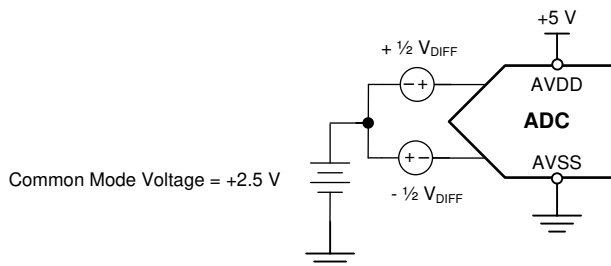 +5 V
+ ½ V_DIFF
− +
AVDD
ADC
+ −
AVSS
Common Mode Voltage = +2.5 V
- ½ V_DIFF